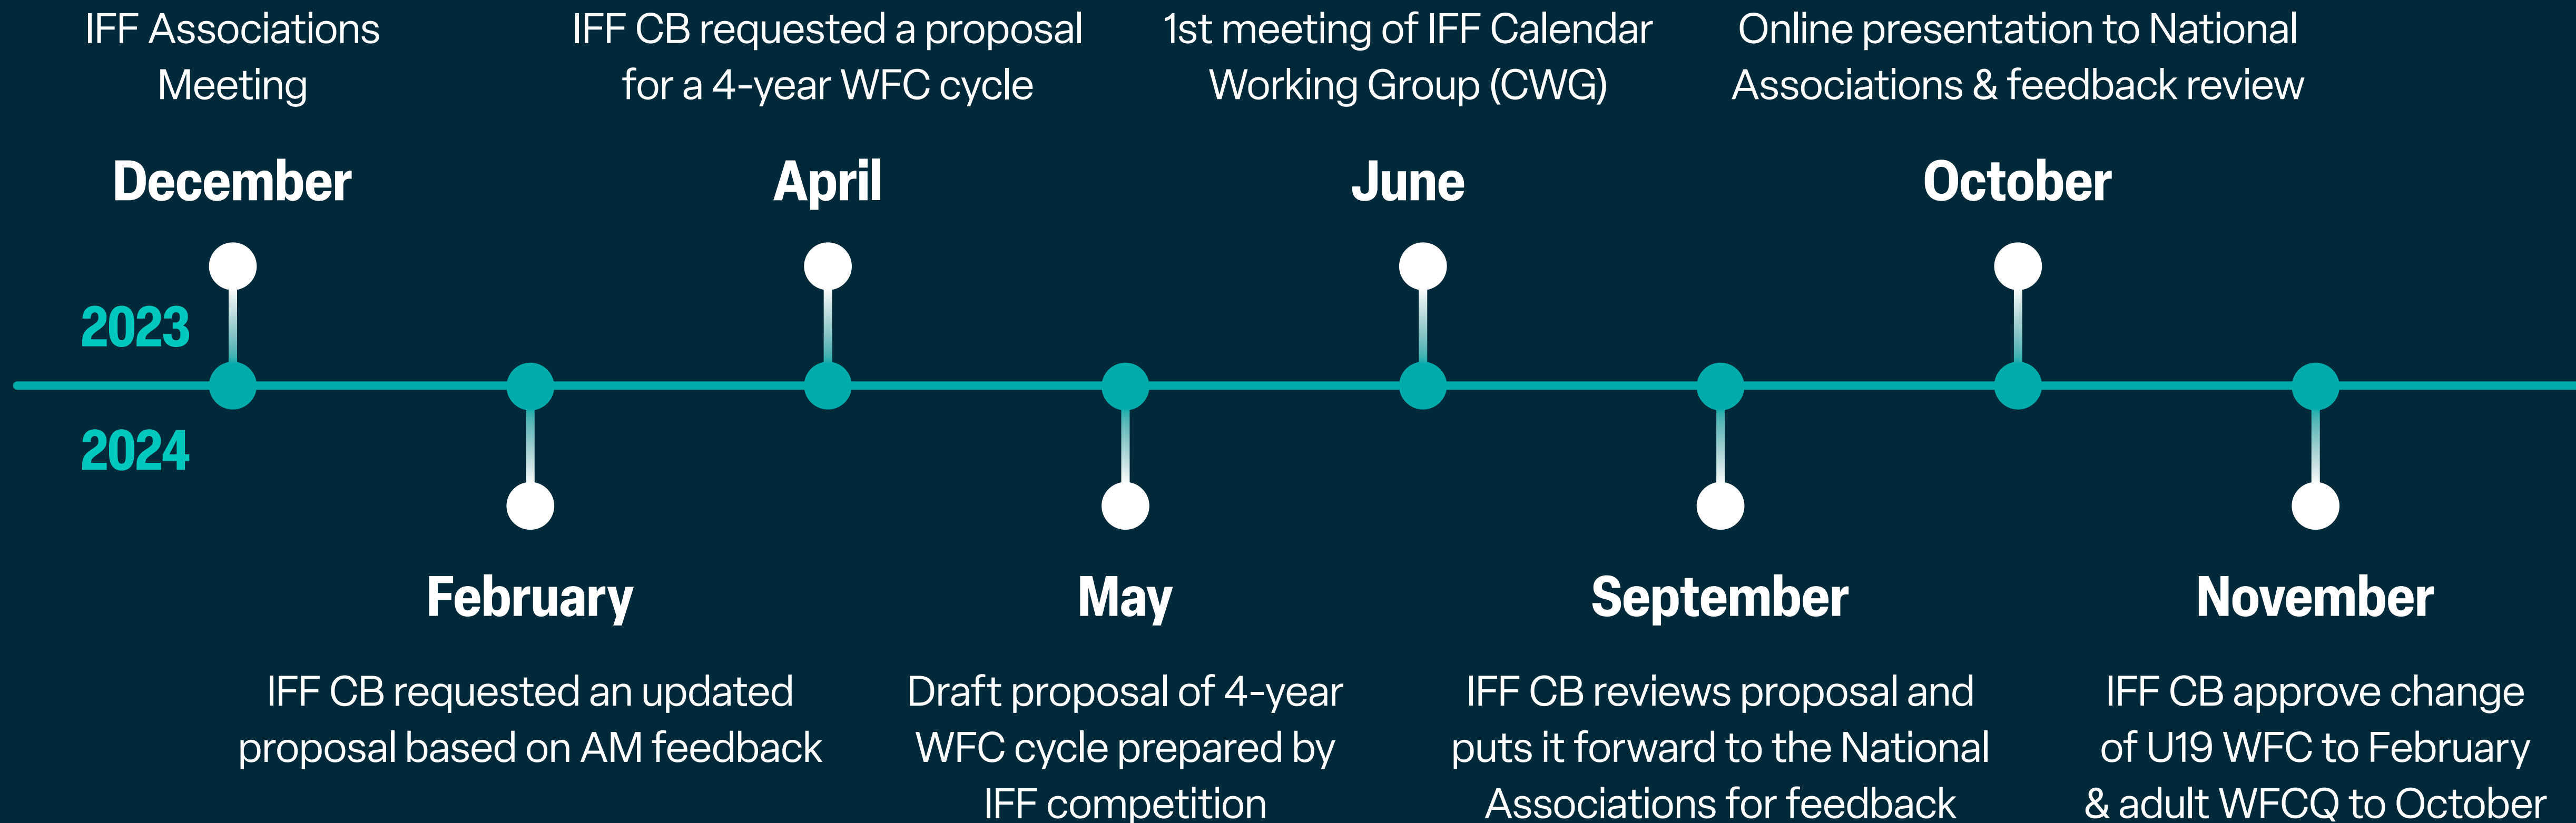 IFF Associations
Meeting
December
IFF CB requested a proposal
for a 4-year WFC cycle
April
1st meeting of IFF Calendar
Working Group (CWG)
June
Online presentation to National
Associations & feedback review
October
2023
2024
February
IFF CB requested an updated
proposal based on AM feedback
May
Draft proposal of 4-year
WFC cycle prepared by
IFF competition
September
IFF CB reviews proposal and
puts it forward to the National
Associations for feedback
November
IFF CB approve change
of U19 WFC to February
& adult WFCQ to October